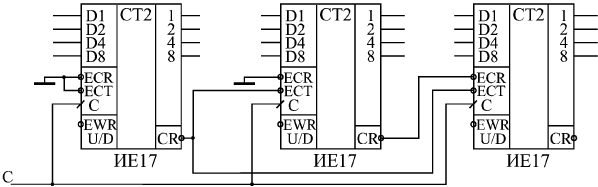 D1 CT2 1 D1 CT2 1 D1 CT2 1
D2 2 D2 2 D2 2
D4 4 D4 4 D4 4
D8 8 D8 8 D8 8
ECR ECR ECR
ECT ECT ECT
C C C
EWR EWR EWR
U/D CR U/D CR U/D CR
ИЕ17 ИЕ17 ИЕ17
C